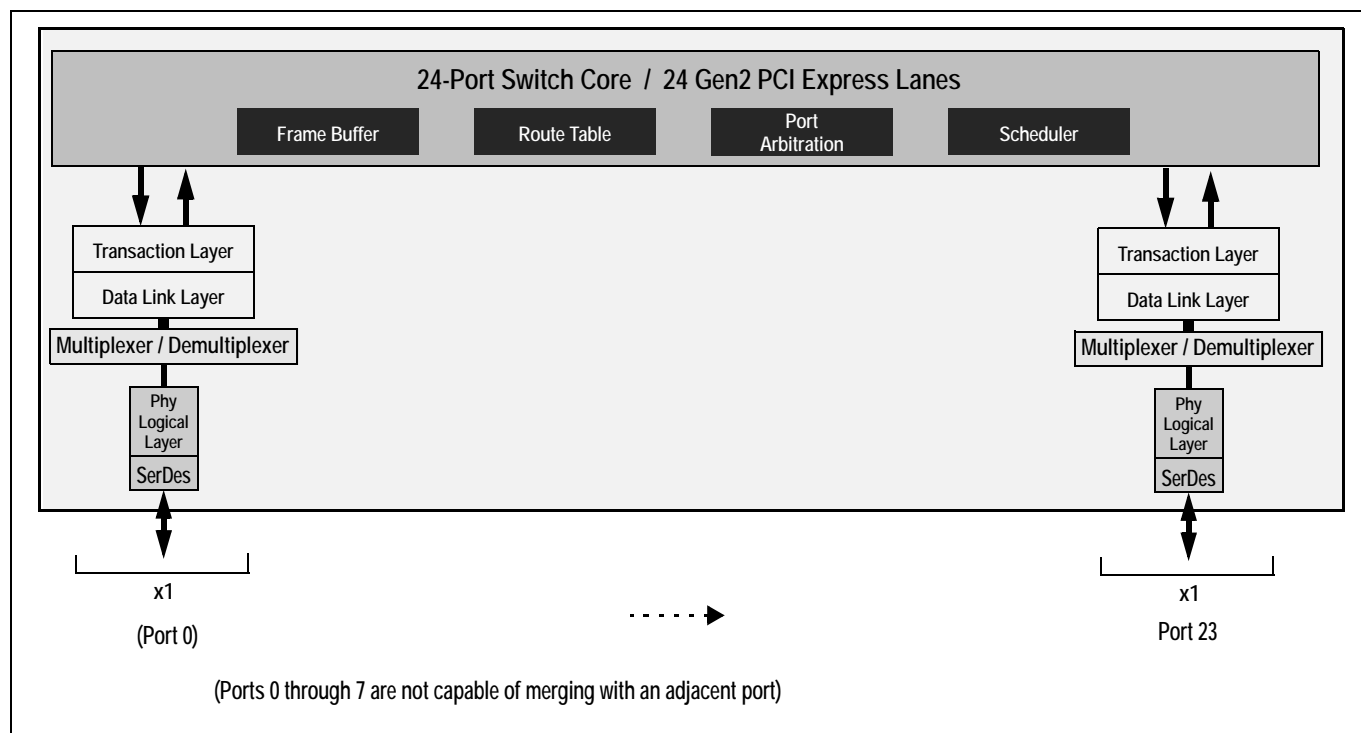 24-Port Switch Core / 24 Gen2 PCI Express Lanes
Frame Buffer
Route Table
Port
Arbitration
Scheduler
Transaction Layer
Data Link Layer
Multiplexer / Demultiplexer
Phy
Logical
Layer
SerDes
x1
(Port 0)
Transaction Layer
Data Link Layer
Multiplexer / Demultiplexer
Phy
Logical
Layer
SerDes
x1
Port 23
(Ports 0 through 7 are not capable of merging with an adjacent port)